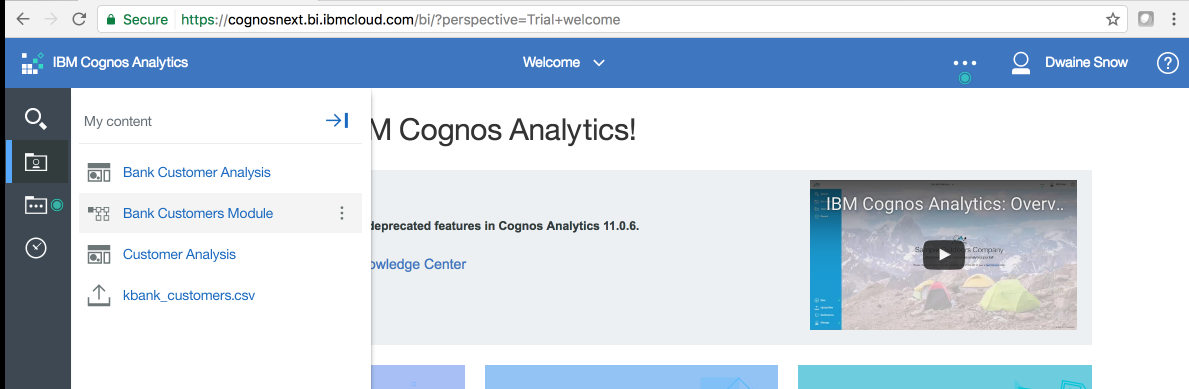 Secure https://cognosnext.bi.ibmcloud.com/bi/?perspective=Trial+welcome
IBM Cognos Analytics
Welcome
Dwaine Snow
My content
M Cognos Analytics!
Bank Customer Analysis
Bank Customers Module
Customer Analysis
kbank_customers.csv
deprecated features in Cognos Analytics 11.0.6.
owledge Center
IBM Cognos Analytics: Overv...